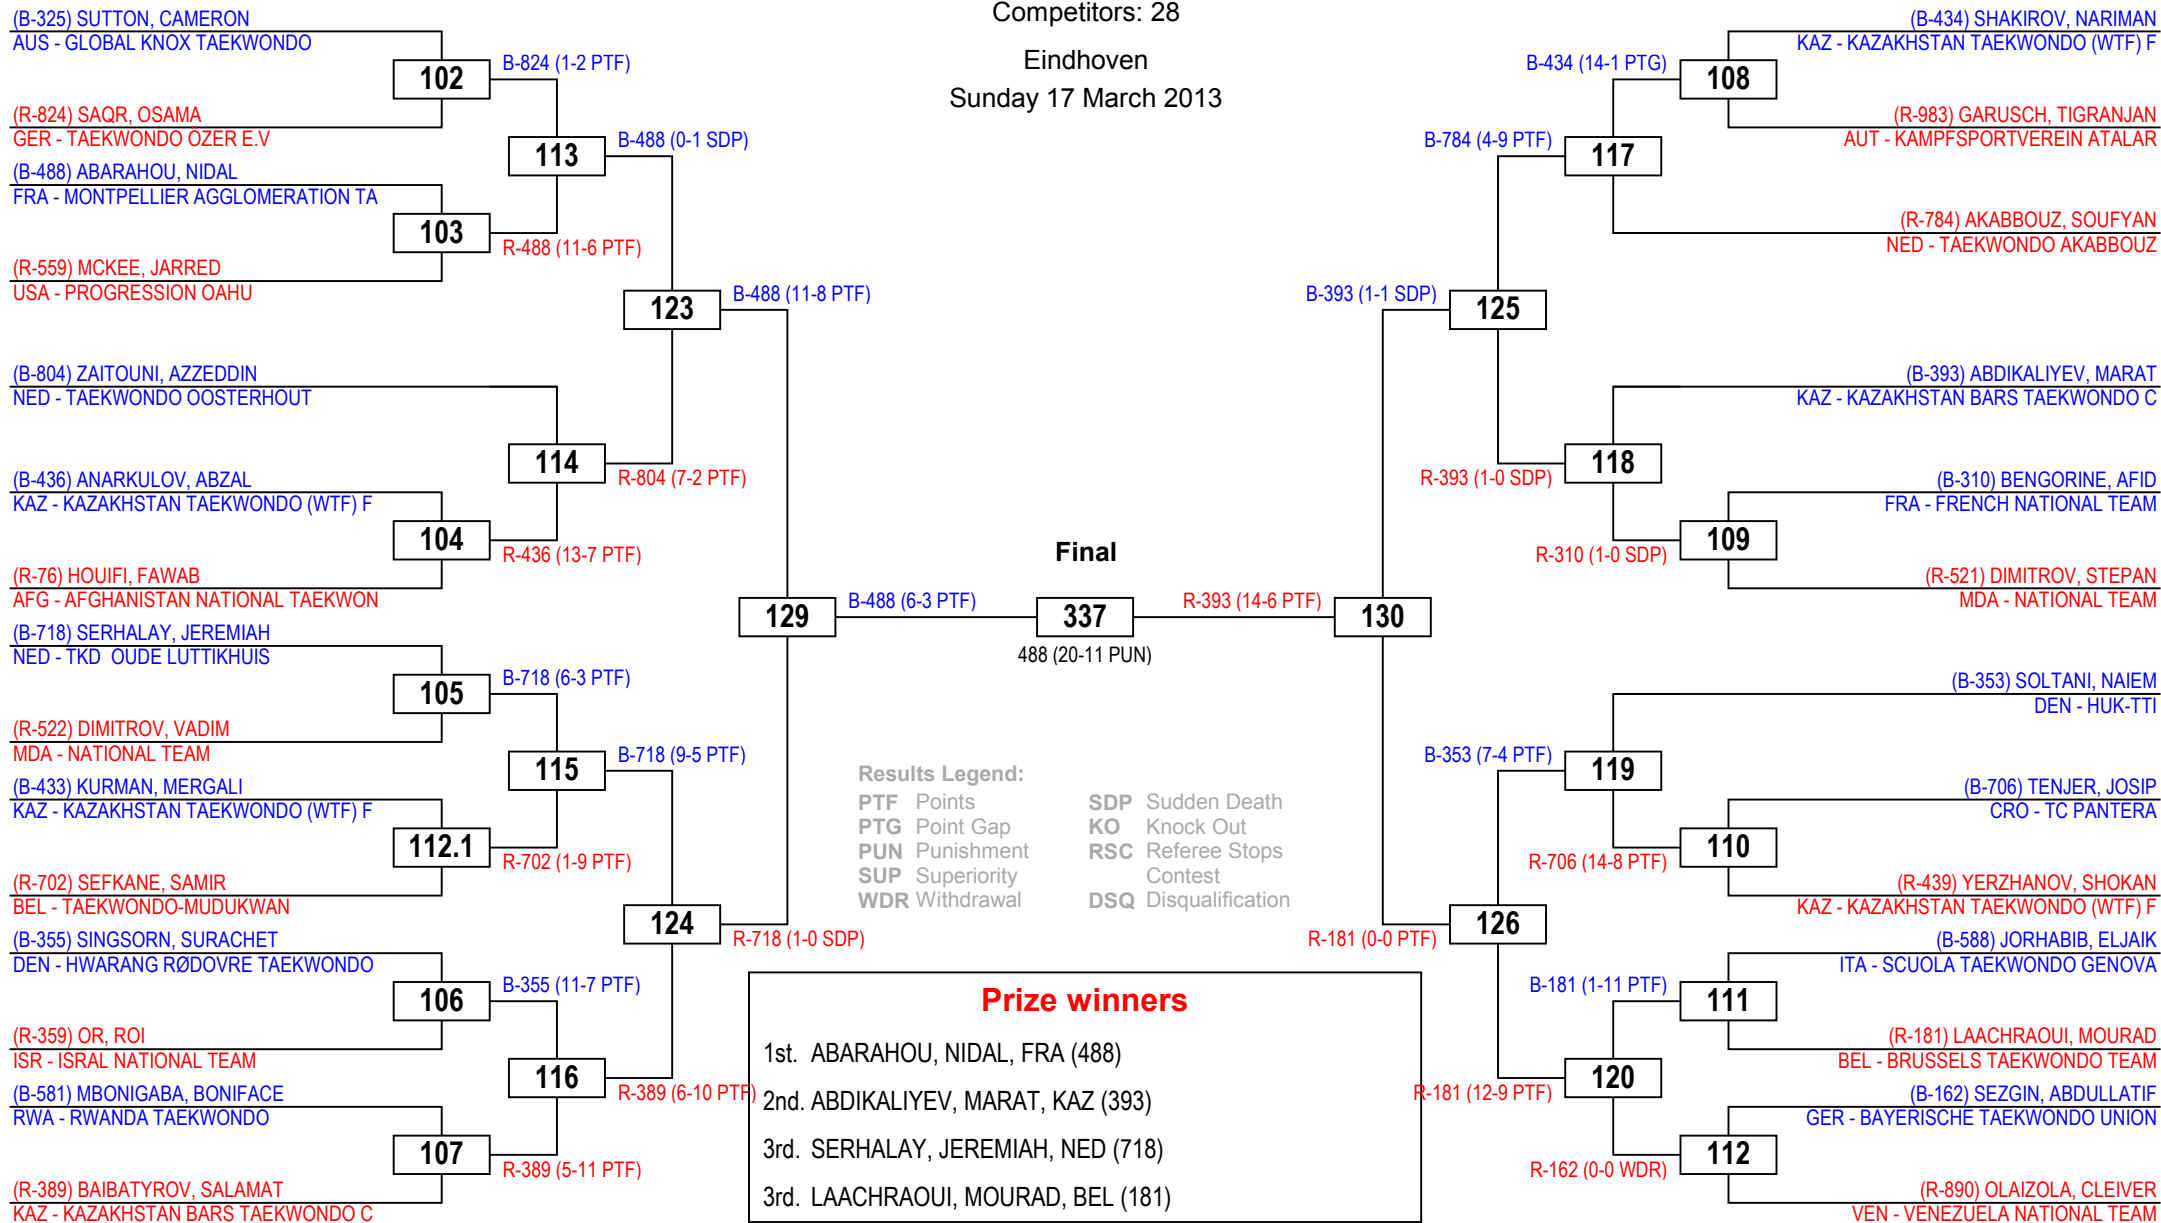 Competitors: 28
Eindhoven
Sunday 17 March 2013
(B-325) SUTTON, CAMERON
AUS - GLOBAL KNOX TAEKWONDO
102
B-824 (1-2 PTF)
(R-824) SAQR, OSAMA
GER - TAEKWONDO ÖZER E.V
113
B-488 (0-1 SDP)
(B-488) ABARAHOU, NIDAL
FRA - MONTPELLIER AGGLOMERATION TA
103
R-488 (11-6 PTF)
(R-559) MCKEE, JARRED
USA - PROGRESSION OAHU
123
B-488 (11-8 PTF)
(B-804) ZAITOUNI, AZZEDDIN
NED - TAEKWONDO OOSTERHOUT
114
R-804 (7-2 PTF)
(B-436) ANARKULOV, ABZAL
KAZ - KAZAKHSTAN TAEKWONDO (WTF) F
104
R-436 (13-7 PTF)
(R-76) HOUIFI, FAWAB
AFG - AFGHANISTAN NATIONAL TAEKWON
129
B-488 (6-3 PTF)
(B-718) SERHALAY, JEREMIAH
NED - TKD  OUDE LUTTIKHUIS
105
B-718 (6-3 PTF)
(R-522) DIMITROV, VADIM
MDA - NATIONAL TEAM
115
B-718 (9-5 PTF)
(B-433) KURMAN, MERGALI
KAZ - KAZAKHSTAN TAEKWONDO (WTF) F
112.1
R-702 (1-9 PTF)
(R-702) SEFKANE, SAMIR
BEL - TAEKWONDO-MUDUKWAN
124
R-718 (1-0 SDP)
(B-355) SINGSORN, SURACHET
DEN - HWARANG RØDOVRE TAEKWONDO
106
B-355 (11-7 PTF)
(R-359) OR, ROI
ISR - ISRAL NATIONAL TEAM
116
R-389 (6-10 PTF)
(B-581) MBONIGABA, BONIFACE
RWA - RWANDA TAEKWONDO
107
R-389 (5-11 PTF)
(R-389) BAIBATYROV, SALAMAT
KAZ - KAZAKHSTAN BARS TAEKWONDO C
Final
337
488 (20-11 PUN)
Results Legend:
PTF Points
SDP Sudden Death
PTG Point Gap
KO Knock Out
PUN Punishment
RSC Referee Stops
SUP Superiority
Contest
WDR Withdrawal
DSQ Disqualification
Prize winners
1st. ABARAHOU, NIDAL, FRA (488)
2nd. ABDIKALIYEV, MARAT, KAZ (393)
3rd. SERHALAY, JEREMIAH, NED (718)
3rd. LAACHRAOUI, MOURAD, BEL (181)
(B-434) SHAKIROV, NARIMAN
KAZ - KAZAKHSTAN TAEKWONDO (WTF) F
B-434 (14-1 PTG)
108
(R-983) GARUSCH, TIGRANJAN
AUT - KAMPFSPORTVEREIN ATALAR
B-784 (4-9 PTF)
117
(R-784) AKABBOUZ, SOUFYAN
NED - TAEKWONDO AKABBOUZ
B-393 (1-1 SDP)
125
(B-393) ABDIKALIYEV, MARAT
KAZ - KAZAKHSTAN BARS TAEKWONDO C
R-393 (1-0 SDP)
118
(B-310) BENGORINE, AFID
FRA - FRENCH NATIONAL TEAM
R-310 (1-0 SDP)
109
(R-521) DIMITROV, STEPAN
MDA - NATIONAL TEAM
R-393 (14-6 PTF)
130
(B-353) SOLTANI, NAIEM
DEN - HUK-TTI
B-353 (7-4 PTF)
119
(B-706) TENJER, JOSIP
CRO - TC PANTERA
R-706 (14-8 PTF)
110
(R-439) YERZHANOV, SHOKAN
KAZ - KAZAKHSTAN TAEKWONDO (WTF) F
R-181 (0-0 PTF)
126
(B-588) JORHABIB, ELJAIK
ITA - SCUOLA TAEKWONDO GENOVA
B-181 (1-11 PTF)
111
(R-181) LAACHRAOUI, MOURAD
BEL - BRUSSELS TAEKWONDO TEAM
R-181 (12-9 PTF)
120
(B-162) SEZGIN, ABDULLATIF
GER - BAYERISCHE TAEKWONDO UNION
R-162 (0-0 WDR)
112
(R-890) OLAIZOLA, CLEIVER
VEN - VENEZUELA NATIONAL TEAM